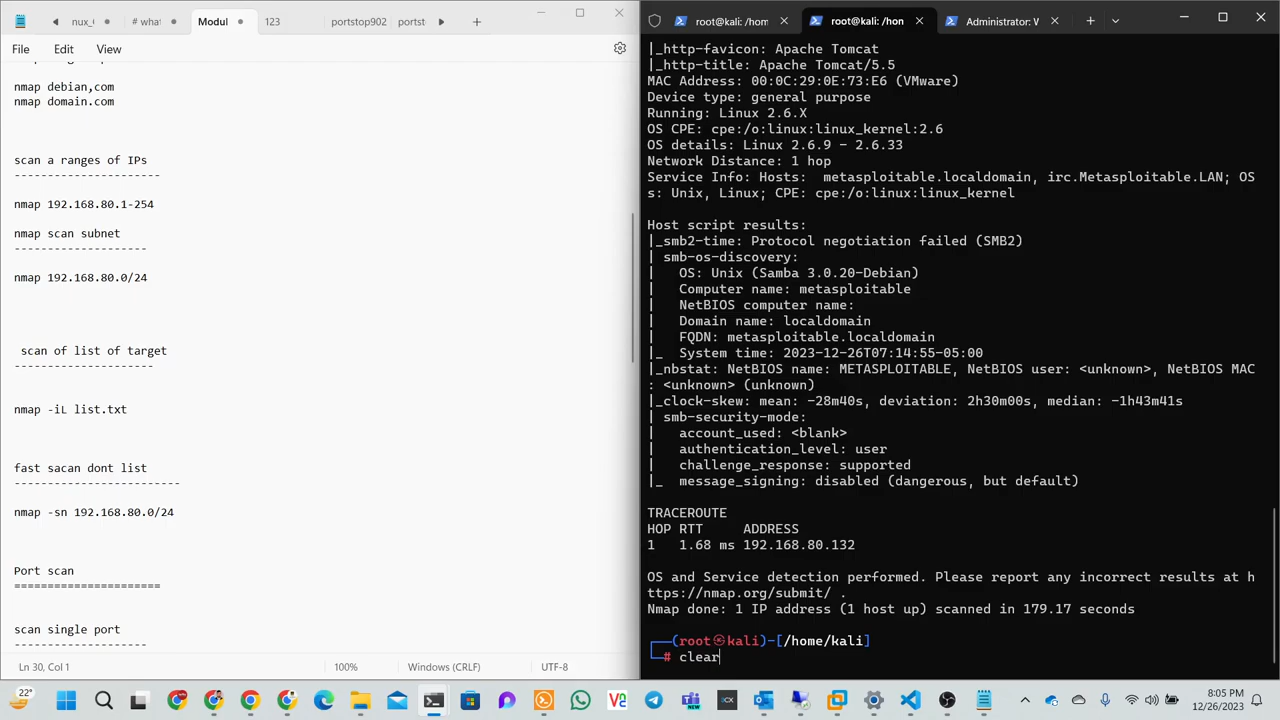 nux_
# what
Modul
123
portstop902
portst
File
Edit
View
nmap debian,com
nmap domain.com
scan a ranges of IPs
---------------------
nmap 192.168.80.1-254
nmap scan subnet
-------------------
nmap 192.168.80.0/24
scan of list of target
--------------------
nmap -iL list.txt
fast sacan dont list
------------------------
nmap -sn 192.168.80.0/24
Port scan
======================
scan single port
-------------------
Ln 30, Col 1
100%
Windows (CRLF)
UTF-8
root@kali: /hom
root@kali: /hon
Administrator: W
|_http-favicon: Apache Tomcat
|_http-title: Apache Tomcat/5.5
MAC Address: 00:0C:29:0E:73:E6 (VMware)
Device type: general purpose
Running: Linux 2.6.X
OS CPE: cpe:/o:linux:linux_kernel:2.6
OS details: Linux 2.6.9 - 2.6.33
Network Distance: 1 hop
Service Info: Hosts:  metasploitable.localdomain, irc.Metasploitable.LAN; OS
s: Unix, Linux; CPE: cpe:/o:linux:linux_kernel
Host script results:
|_smb2-time: Protocol negotiation failed (SMB2)
| smb-os-discovery:
|   OS: Unix (Samba 3.0.20-Debian)
|   Computer name: metasploitable
|   NetBIOS computer name:
|   Domain name: localdomain
|   FQDN: metasploitable.localdomain
|_  System time: 2023-12-26T07:14:55-05:00
|_nbstat: NetBIOS name: METASPLOITABLE, NetBIOS user: <unknown>, NetBIOS MAC
: <unknown> (unknown)
|_clock-skew: mean: -28m40s, deviation: 2h30m00s, median: -1h43m41s
| smb-security-mode:
|   account_used: <blank>
|   authentication_level: user
|   challenge_response: supported
|_  message_signing: disabled (dangerous, but default)
TRACEROUTE
HOP RTT     ADDRESS
1   1.68 ms 192.168.80.132
OS and Service detection performed. Please report any incorrect results at h
ttps://nmap.org/submit/ .
Nmap done: 1 IP address (1 host up) scanned in 179.17 seconds
┌──(root㉿kali)-[/home/kali]
└─# clear
22°
8:05 PM
12/26/2023